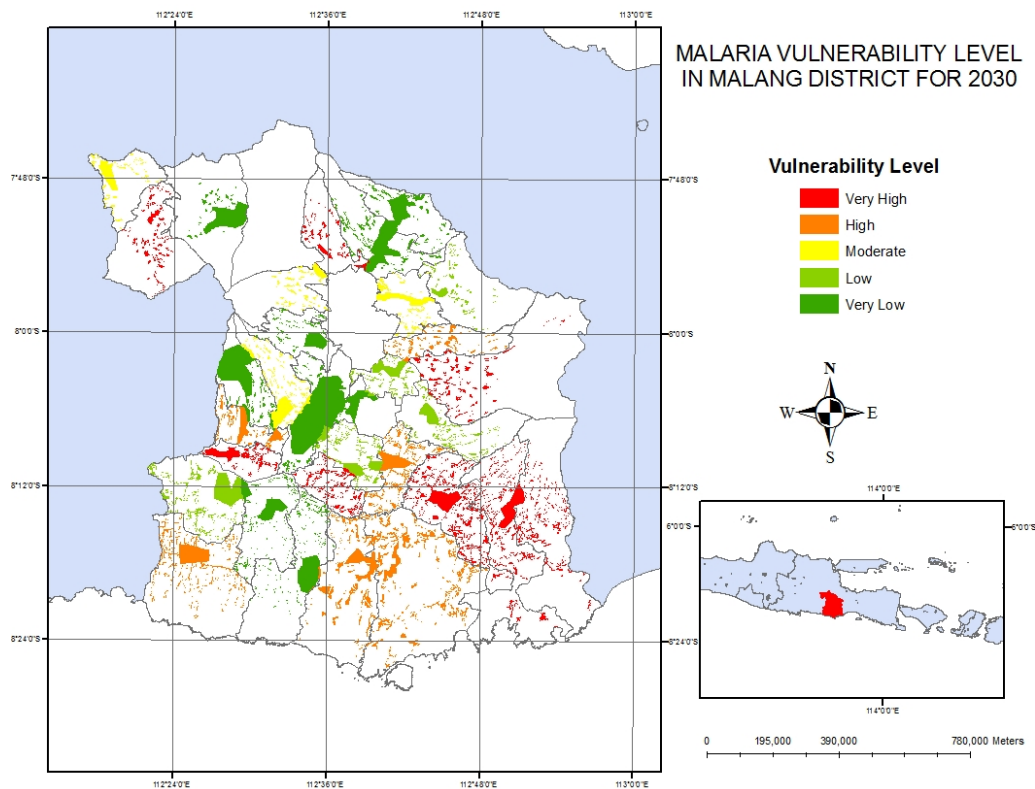 112°24'0"E 112°36'0"E 112°48'0"E 113°0'0"E
MALARIA VULNERABILITY LEVEL
IN MALANG DISTRICT FOR 2030
7°48'0"S 7°48'0"S
Vulnerability Level
Very High
High
Moderate
Low
Very Low
8°0'0"S 8°0'0"S
N
W E
S
8°12'0"S 8°12'0"S
114°0'0"E
6°0'0"S 6°0'0"S
8°24'0"S 8°24'0"S
114°0'0"E
0 195,000 390,000 780,000 Meters
112°24'0"E 112°36'0"E 112°48'0"E 113°0'0"E